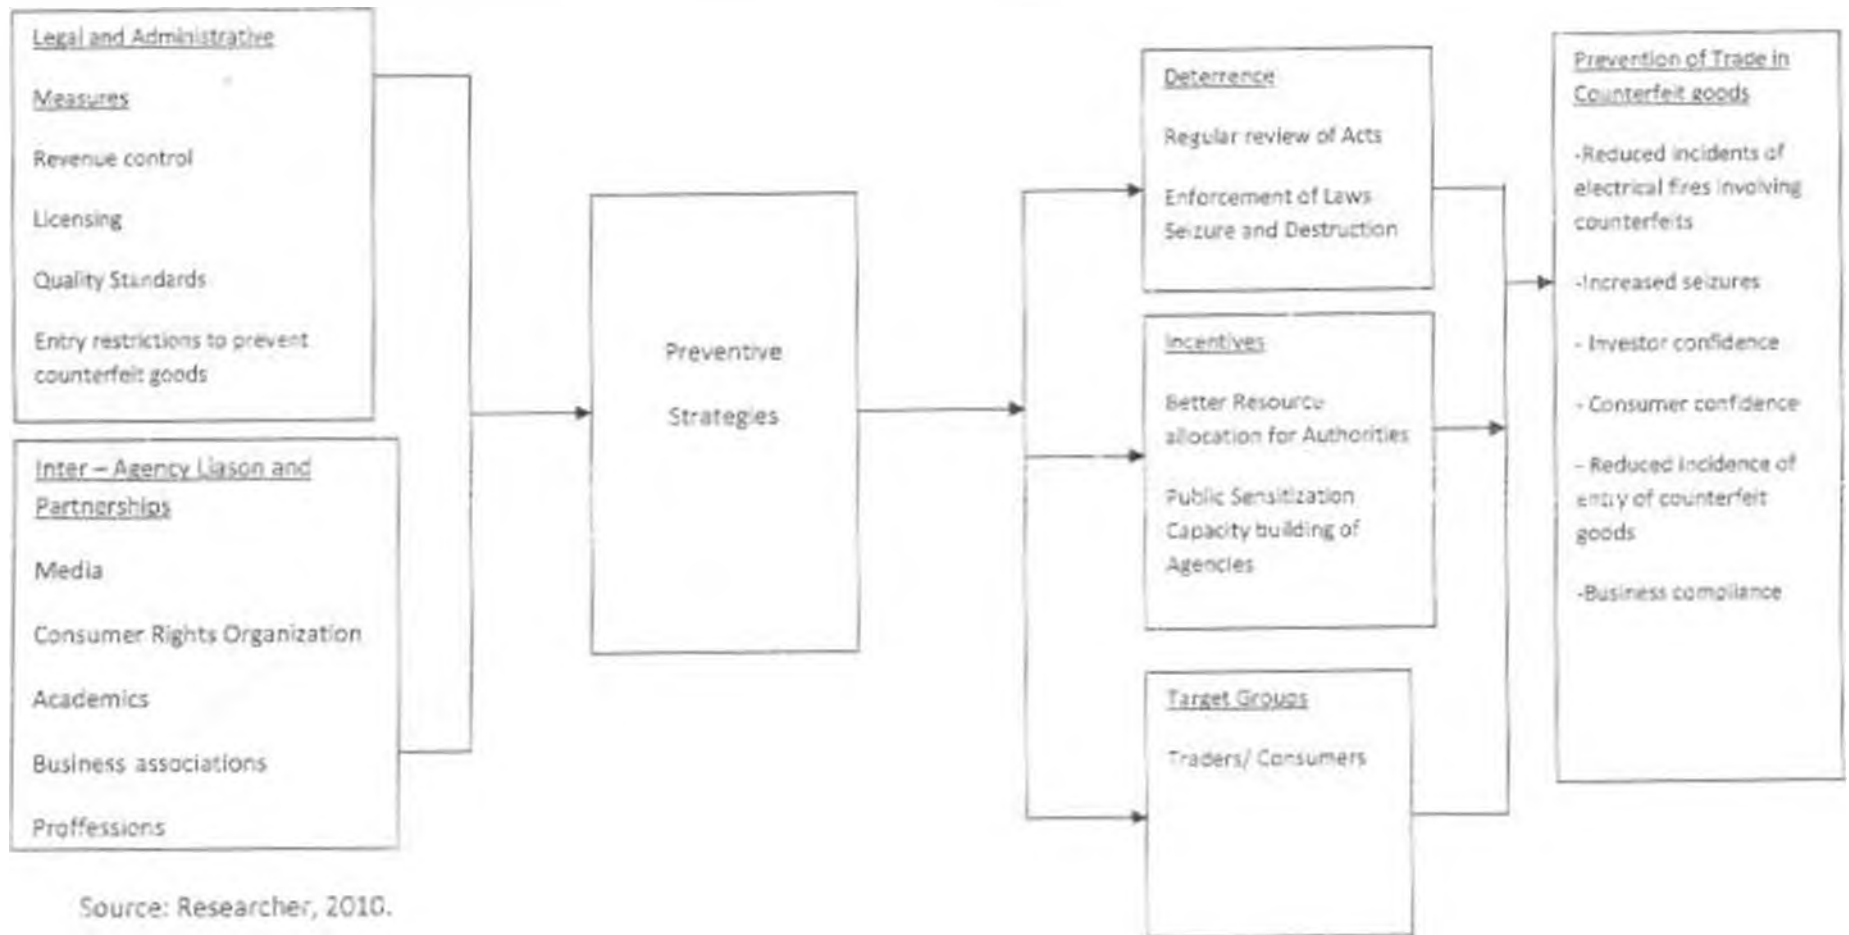 Legal and Administrative
Measures
Revenue control
Licensing
Quality Standards
Entry restrictions to prevent
counterfeit goods
Inter – Agency Liason and
Partnerships
Media
Consumer Rights Organization
Academics
Business associations
Proffessions
Preventive
Strategies
Deterrence
Regular review of Acts
Enforcement of Laws
Seizure and Destruction
Incentives
Better Resource
allocation for Authorities
Public Sensitization
Capacity building of
Agencies
Target Groups
Traders/ Consumers
Prevention of Trade in
Counterfeit goods
-Reduced incidents of
electrical fires involving
counterfeits
-Increased seizures
- Investor confidence
- Consumer confidence
- Reduced Incidence of
entry of counterfeit
goods
-Business compliance
Source: Researcher, 2010.